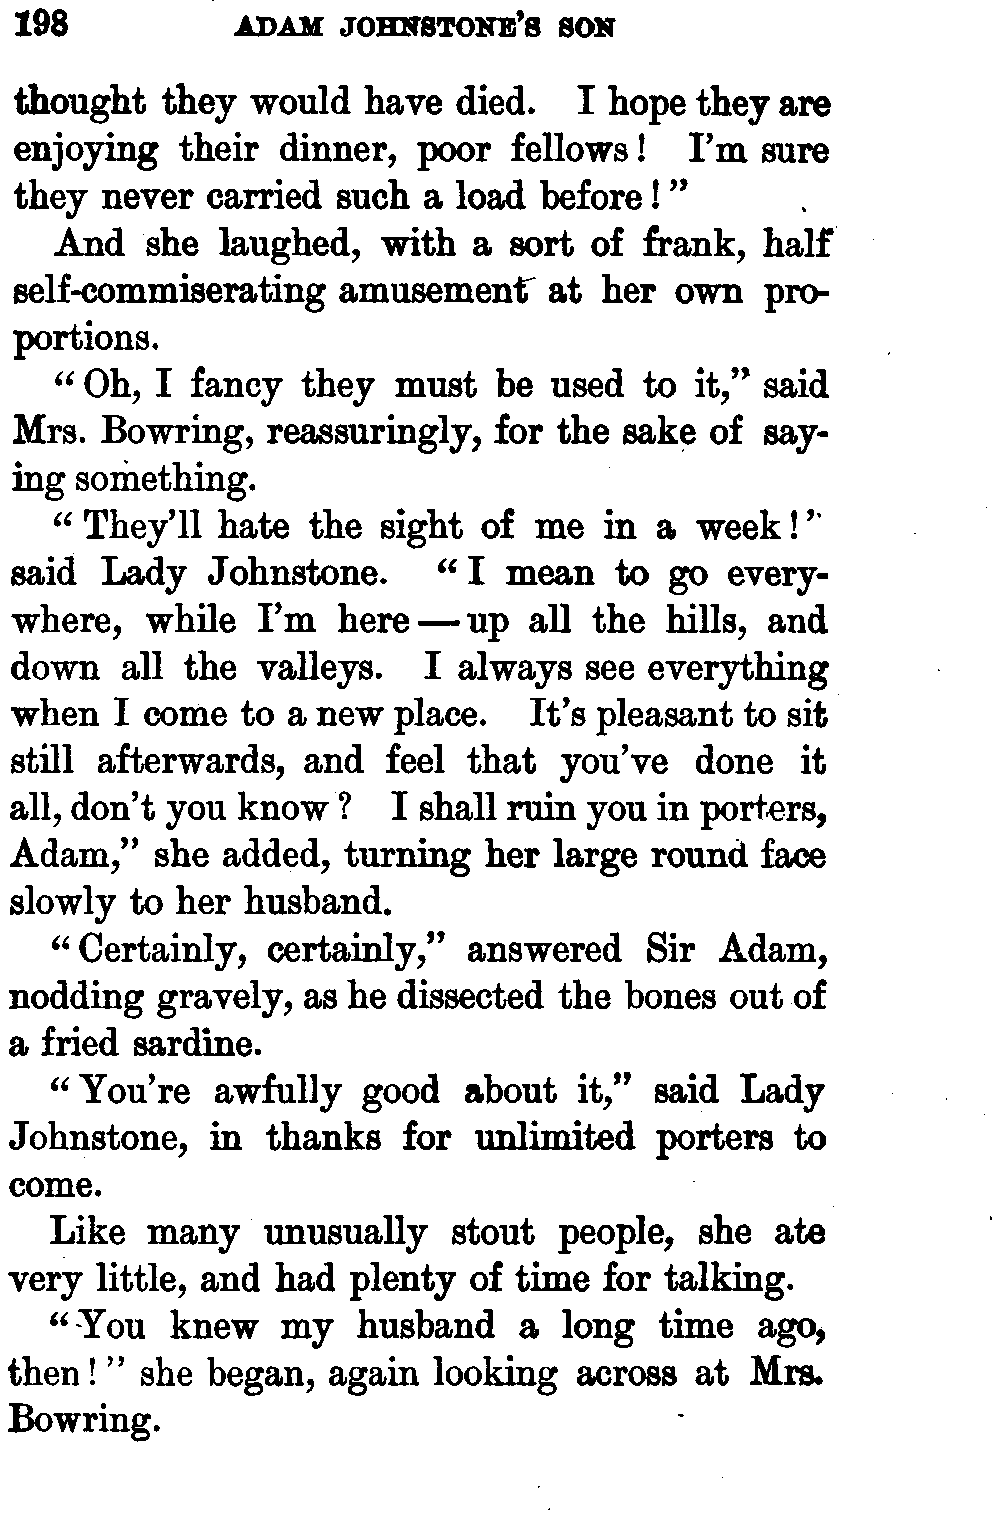 198 ADAM JOHNSTONE'S SON
thought they would have died. I hope they are
enjoying their dinner, poor fellows! I'm sure
they never carried such a load before!"
And she laughed, with a sort of frank, half
self-commiserating amusement at her own pro-
portions.
"Oh, I fancy they must be used to it," said
Mrs. Bowring, reassuringly, for the sake of say-
ing something.
"They'll hate the sight of me in a week!"
said Lady Johnstone. "I mean to go every-
where, while I'm here—up all the hills, and
down all the valleys. I always see everything
when I come to a new place. It's pleasant to sit
still afterwards, and feel that you've done it
all, don't you know? I shall ruin you in porters,
Adam," she added, turning her large round face
slowly to her husband.
"Certainly, certainly," answered Sir Adam,
nodding gravely, as he dissected the bones out of
a fried sardine.
"You're awfully good about it," said Lady
Johnstone, in thanks for unlimited porters to
come.
Like many unusually stout people, she ate
very little, and had plenty of time for talking.
"You knew my husband a long time ago,
then!" she began, again looking across at Mrs.
Bowring.